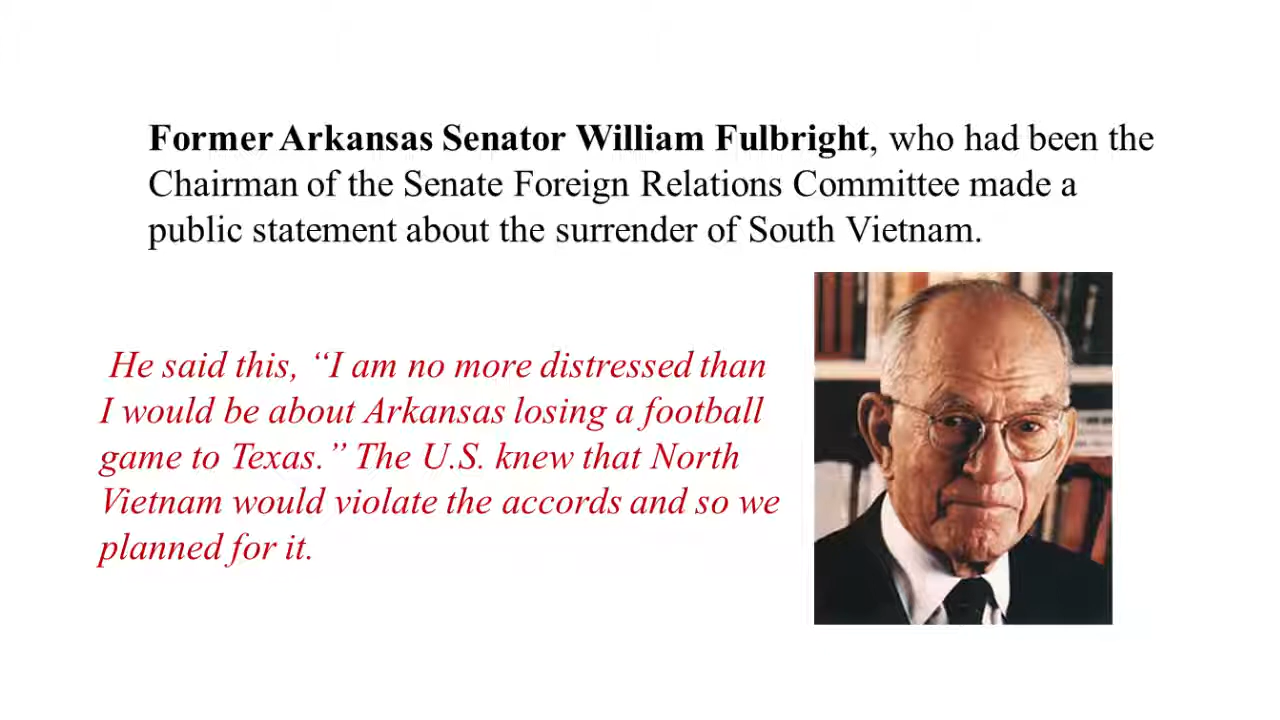 Former Arkansas Senator William Fulbright, who had been the
Chairman of the Senate Foreign Relations Committee made a
public statement about the surrender of South Vietnam.
He said this, “I am no more distressed than
I would be about Arkansas losing a football
game to Texas.” The U.S. knew that North
Vietnam would violate the accords and so we
planned for it.